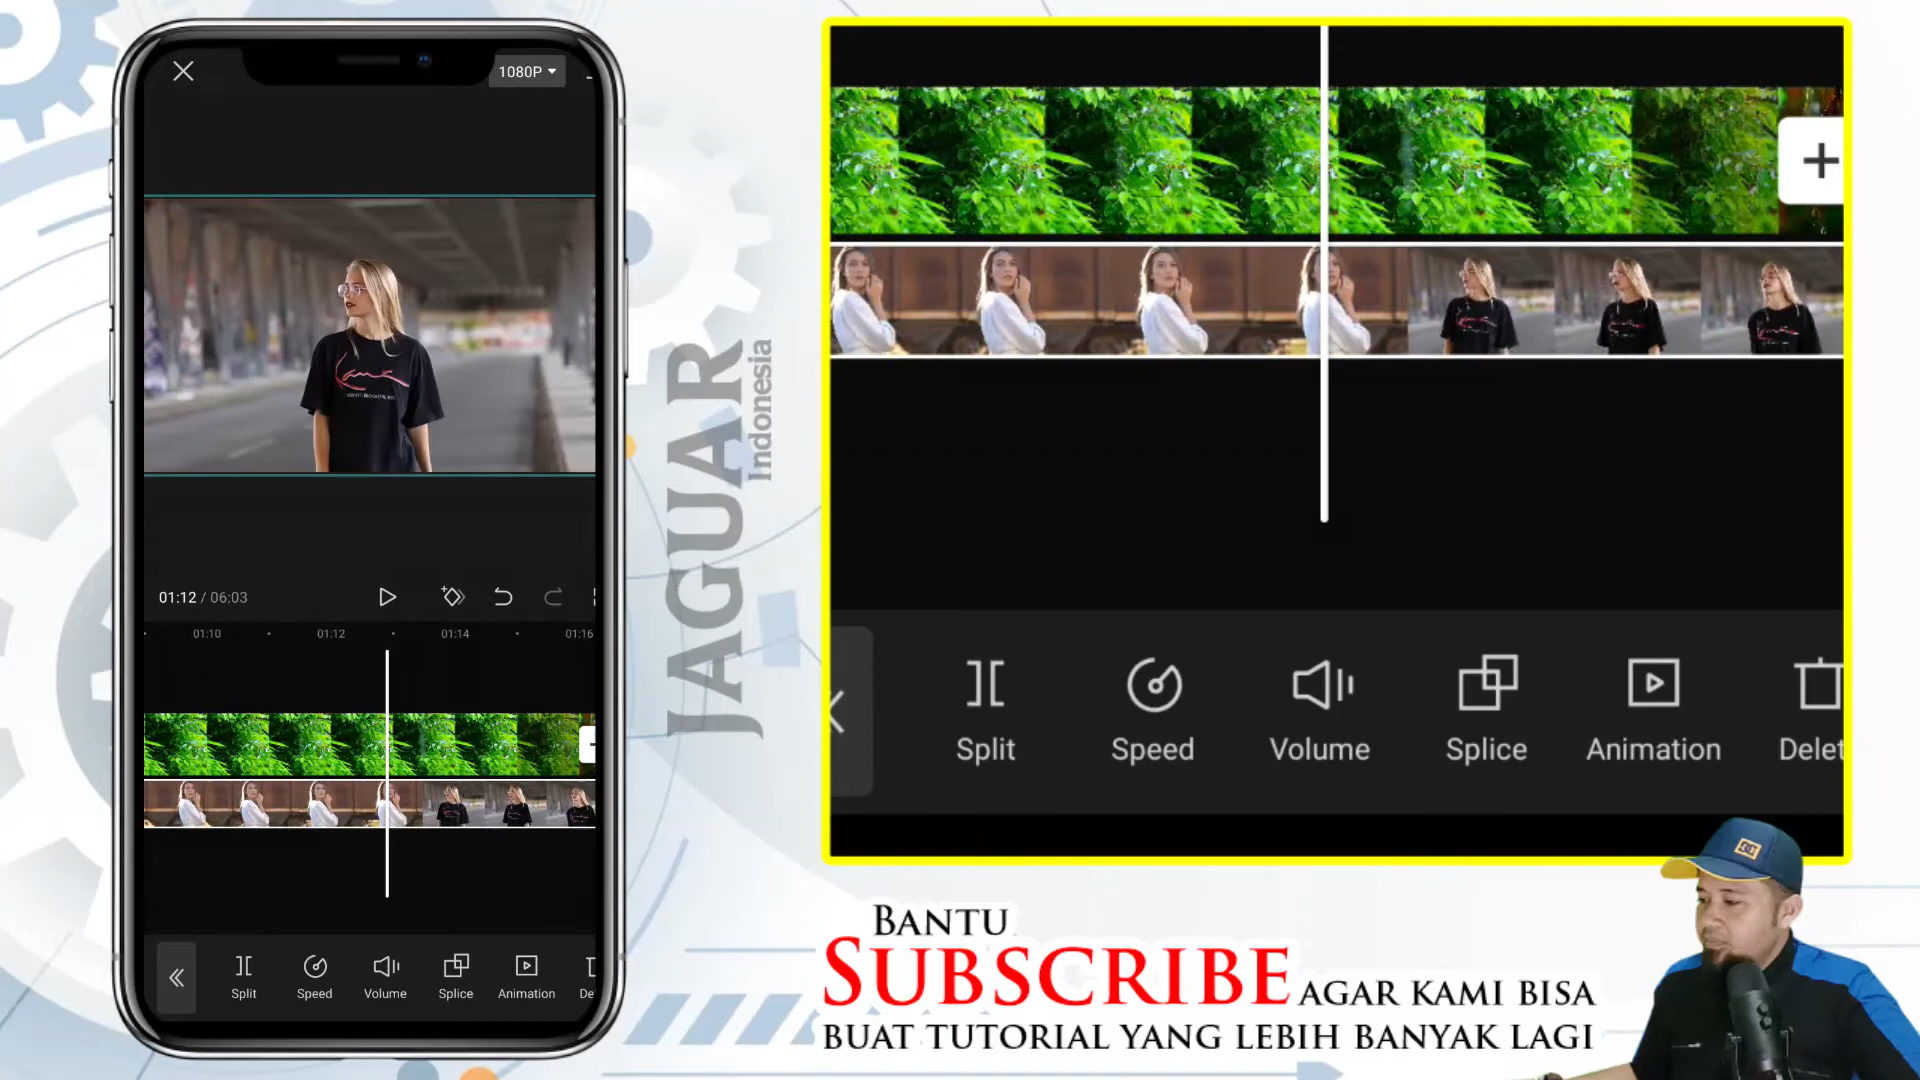 1080P
01:12 / 06:03
01:10
01:12
01:14
01:16
Split
Speed
Volume
Splice
Animation
De
JAGUAR
Indonesia
Split
Speed
Volume
Splice
Animation
Delet
BANTU
SUBSCRIBE AGAR KAMI BISA
BUAT TUTORIAL YANG LEBIH BANYAK LAGI